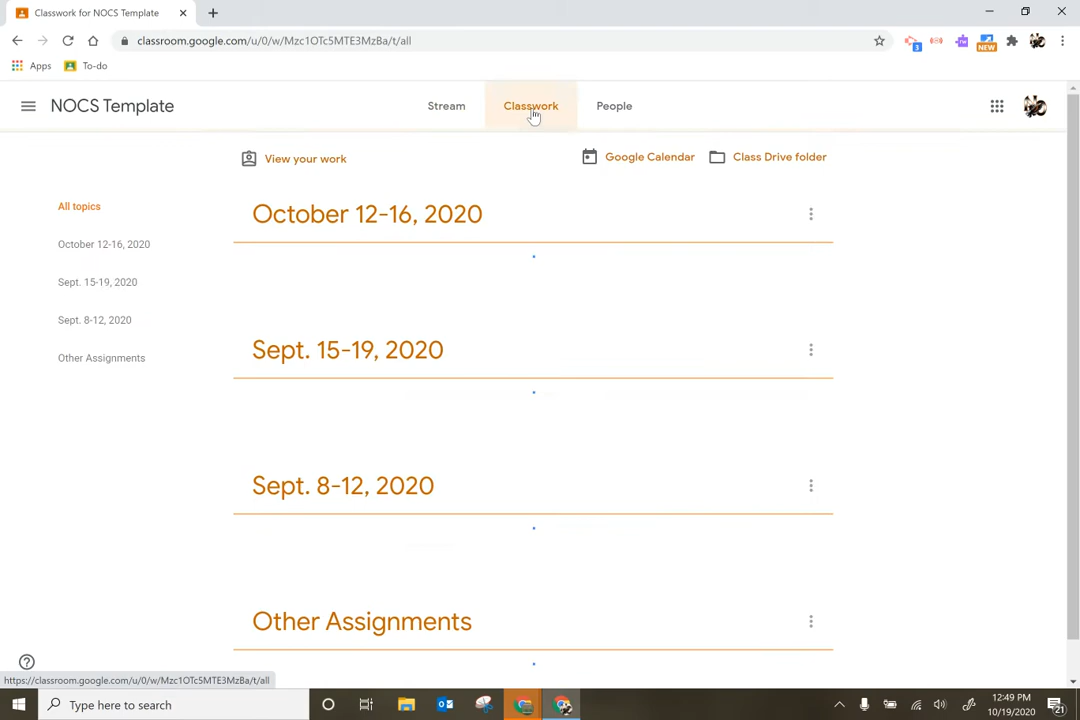 Classwork for NOCS Template
classroom.google.com/u/0/w/Mzc1OTc5MTE3MzBa/t/all
3
NEW
Apps
To-do
NOCS Template
Stream
Classwork
People
View your work
Google Calendar
Class Drive folder
All topics
October 12-16, 2020
Sept. 15-19, 2020
Sept. 8-12, 2020
Other Assignments
October 12-16, 2020
Sept. 15-19, 2020
Sept. 8-12, 2020
Other Assignments
https://classroom.google.com/u/0/w/Mzc1OTc5MTE3MzBa/t/all
Type here to search
12:49 PM
10/19/2020
21